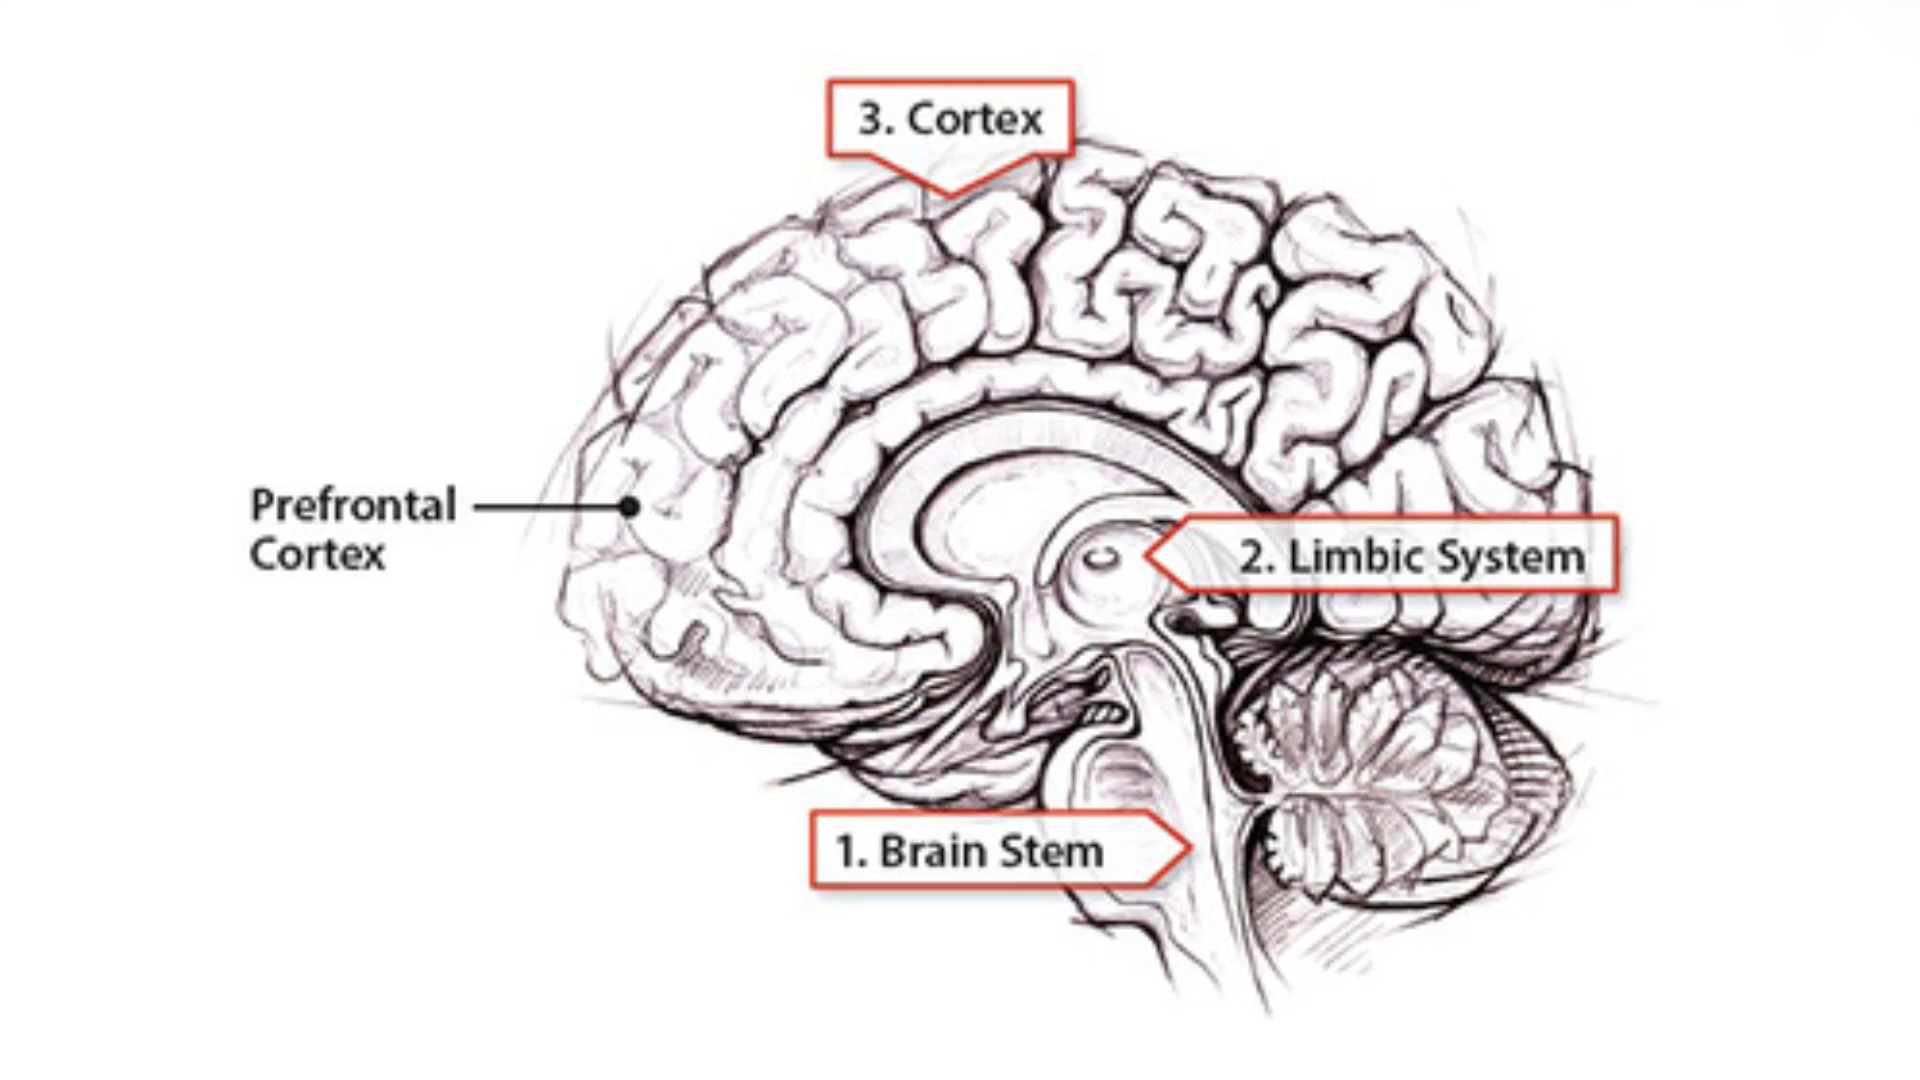 3. Cortex
Prefrontal
Cortex
2. Limbic System
1. Brain Stem